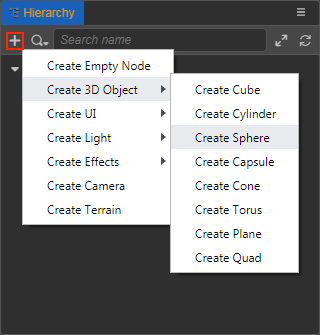 Hierarchy
Search name
Create Empty Node
Create 3D Object
Create UI
Create Light
Create Effects
Create Camera
Create Terrain
Create Cube
Create Cylinder
Create Sphere
Create Capsule
Create Cone
Create Torus
Create Plane
Create Quad